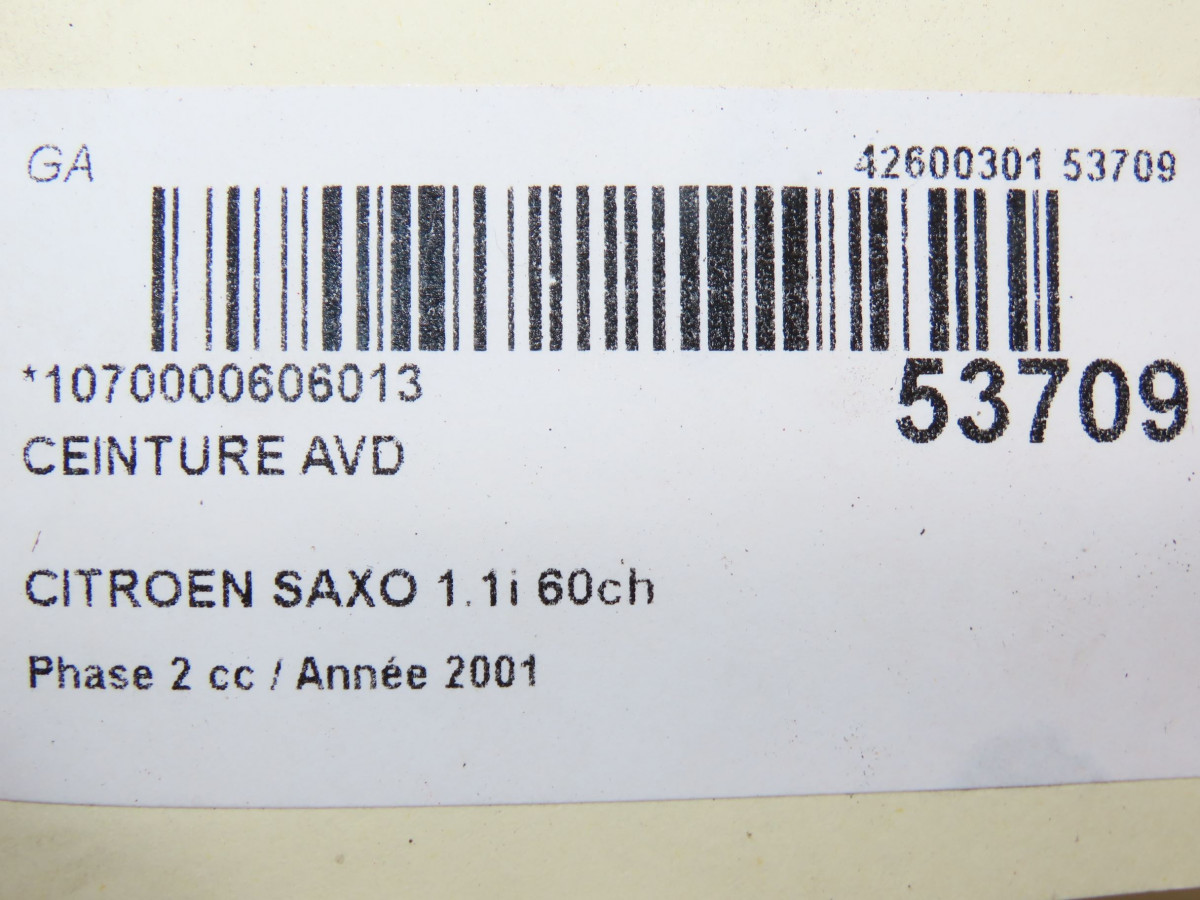 GA
42600301 53709
*1070000606013
53709
CEINTURE AVD
CITROEN SAXO 1.1i 60ch
Phase 2 cc / Année 2001